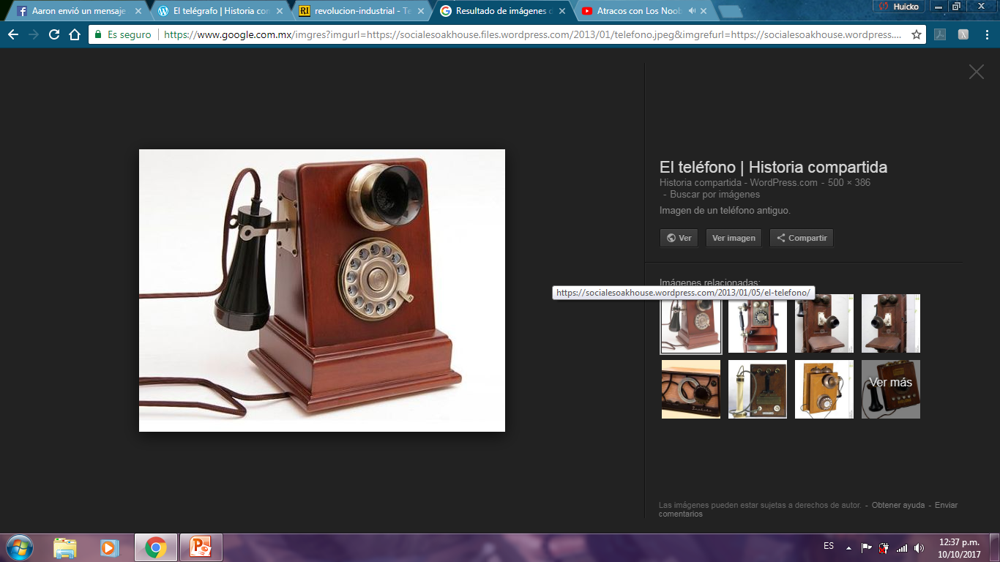 Aaron envió un mensaje
El telégrafo | Historia con
RI revolucion-industrial - Te
Resultado de imágenes d
Atracos con Los Noob
Huicko
Es seguro https://www.google.com.mx/imgres?imgurl=https://socialesoakhouse.files.wordpress.com/2013/01/telefono.jpeg&imgrefurl=https://socialesoakhouse.wordpress....
El teléfono | Historia compartida
Historia compartida - WordPress.com - 500 × 386
- Buscar por imágenes
Imagen de un teléfono antiguo.
Ver Ver imagen Compartir
Imágenes relacionadas:
https://socialesoakhouse.wordpress.com/2013/01/05/el-telefono/
Ver más
Las imágenes pueden estar sujetas a derechos de autor. - Obtener ayuda - Enviar
comentarios
ES
12:37 p.m.
10/10/2017